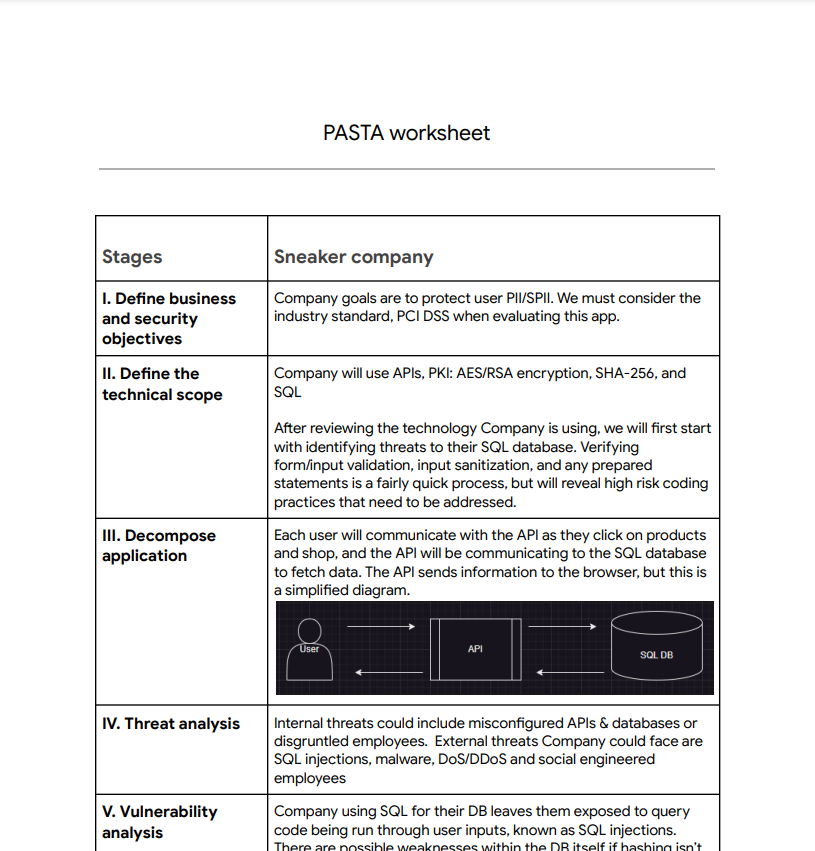 PASTA worksheet
Stages
Sneaker company
I. Define business
and security
objectives
Company goals are to protect user PII/SPII. We must consider the
industry standard, PCI DSS when evaluating this app.
II. Define the
technical scope
Company will use APIs, PKI: AES/RSA encryption, SHA-256, and
SQL
After reviewing the technology Company is using, we will first start
with identifying threats to their SQL database. Verifying
form/input validation, input sanitization, and any prepared
statements is a fairly quick process, but will reveal high risk coding
practices that need to be addressed.
III. Decompose
application
Each user will communicate with the API as they click on products
and shop, and the API will be communicating to the SQL database
to fetch data. The API sends information to the browser, but this is
a simplified diagram.
User
API
SQL DB
IV. Threat analysis
Internal threats could include misconfigured APIs & databases or
disgruntled employees.  External threats Company could face are
SQL injections, malware, DoS/DDoS and social engineered
employees
V. Vulnerability
analysis
Company using SQL for their DB leaves them exposed to query
code being run through user inputs, known as SQL injections.
There are possible weaknesses within the DB itself if hashing isn't